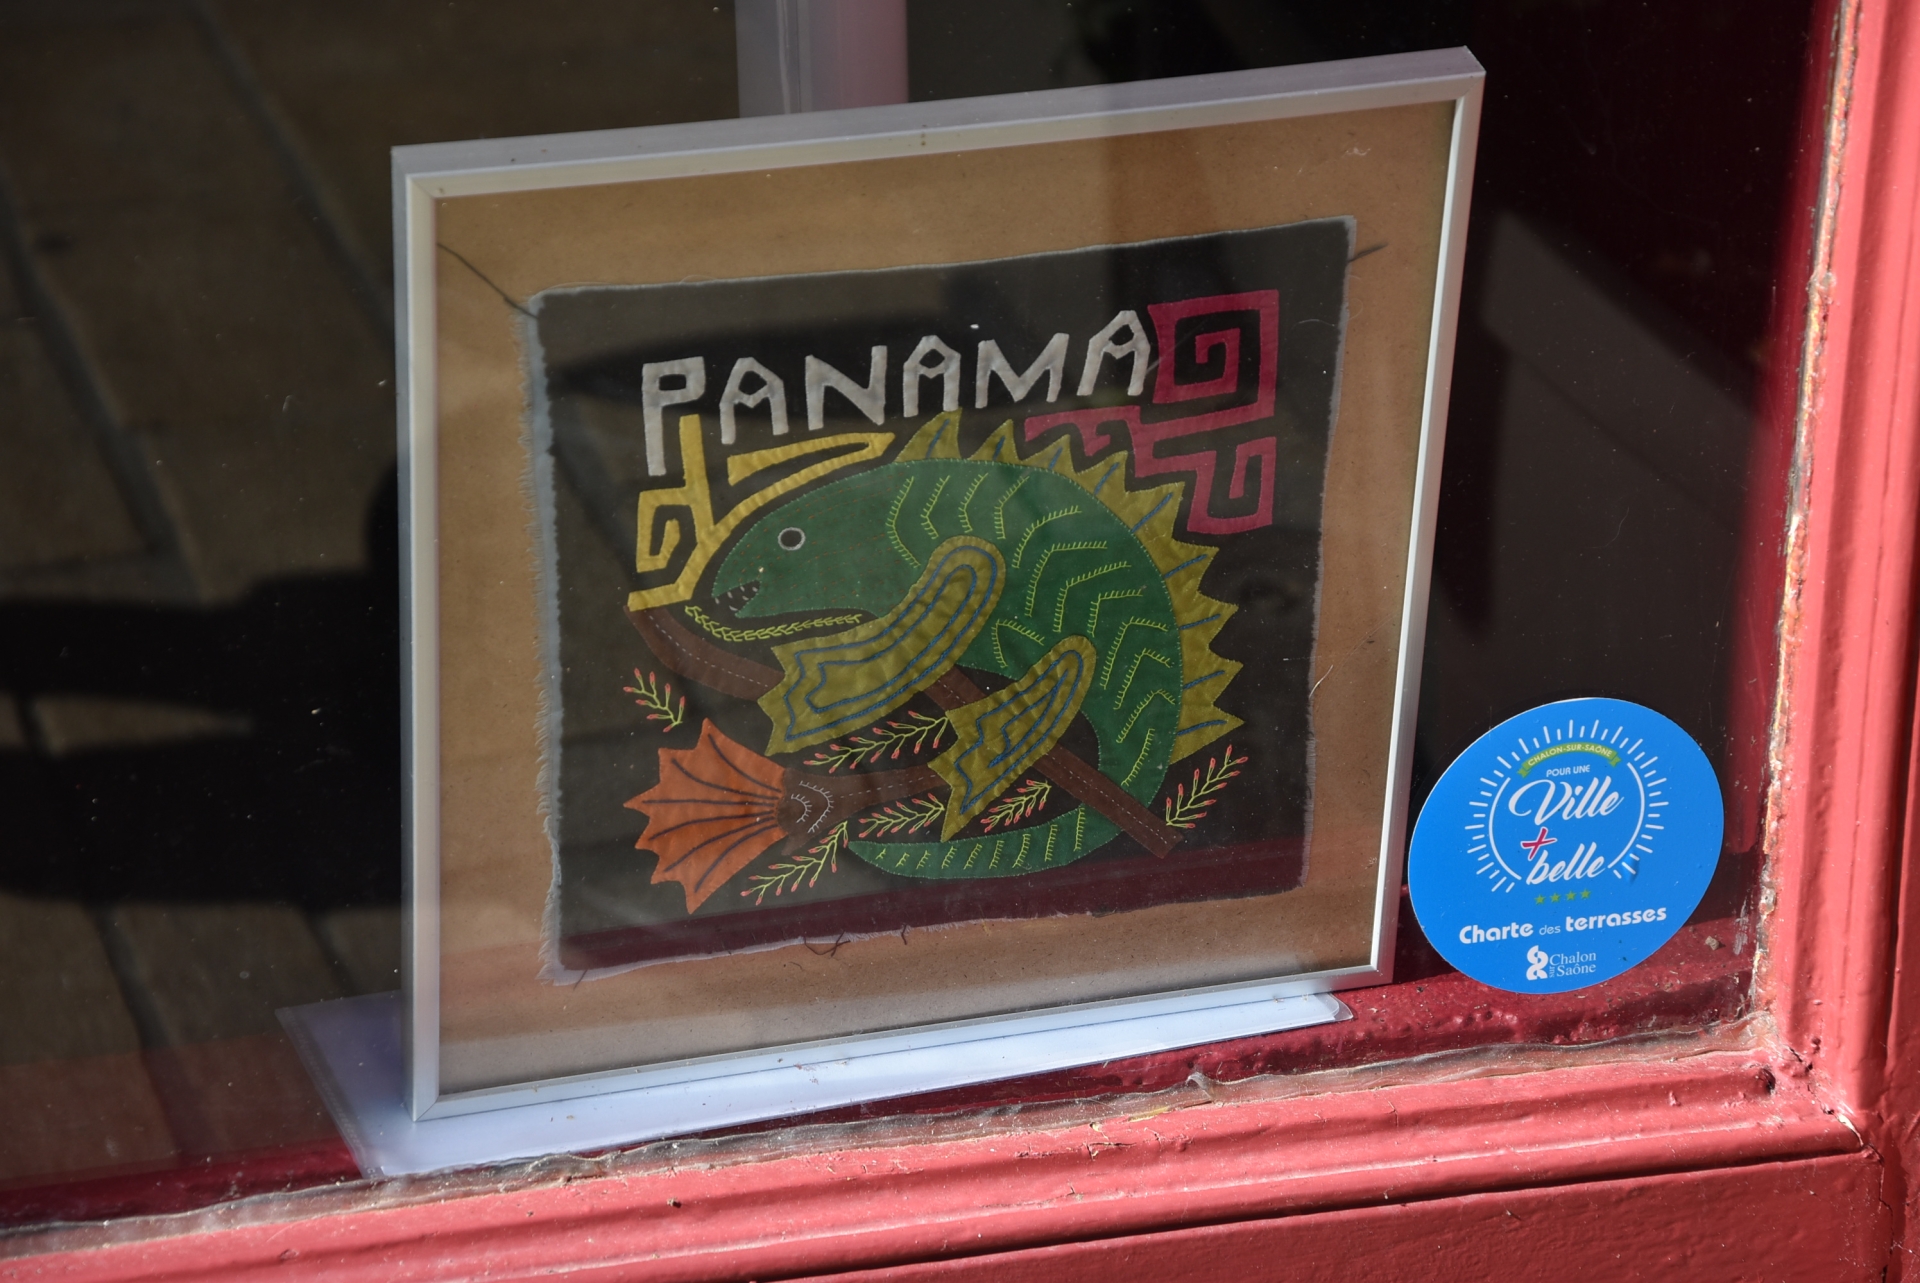 PANAMA
CHALON-SUR-SAÔNE
POUR UNE
Ville
+
belle
Charte des terrasses
Chalon
sur Saône